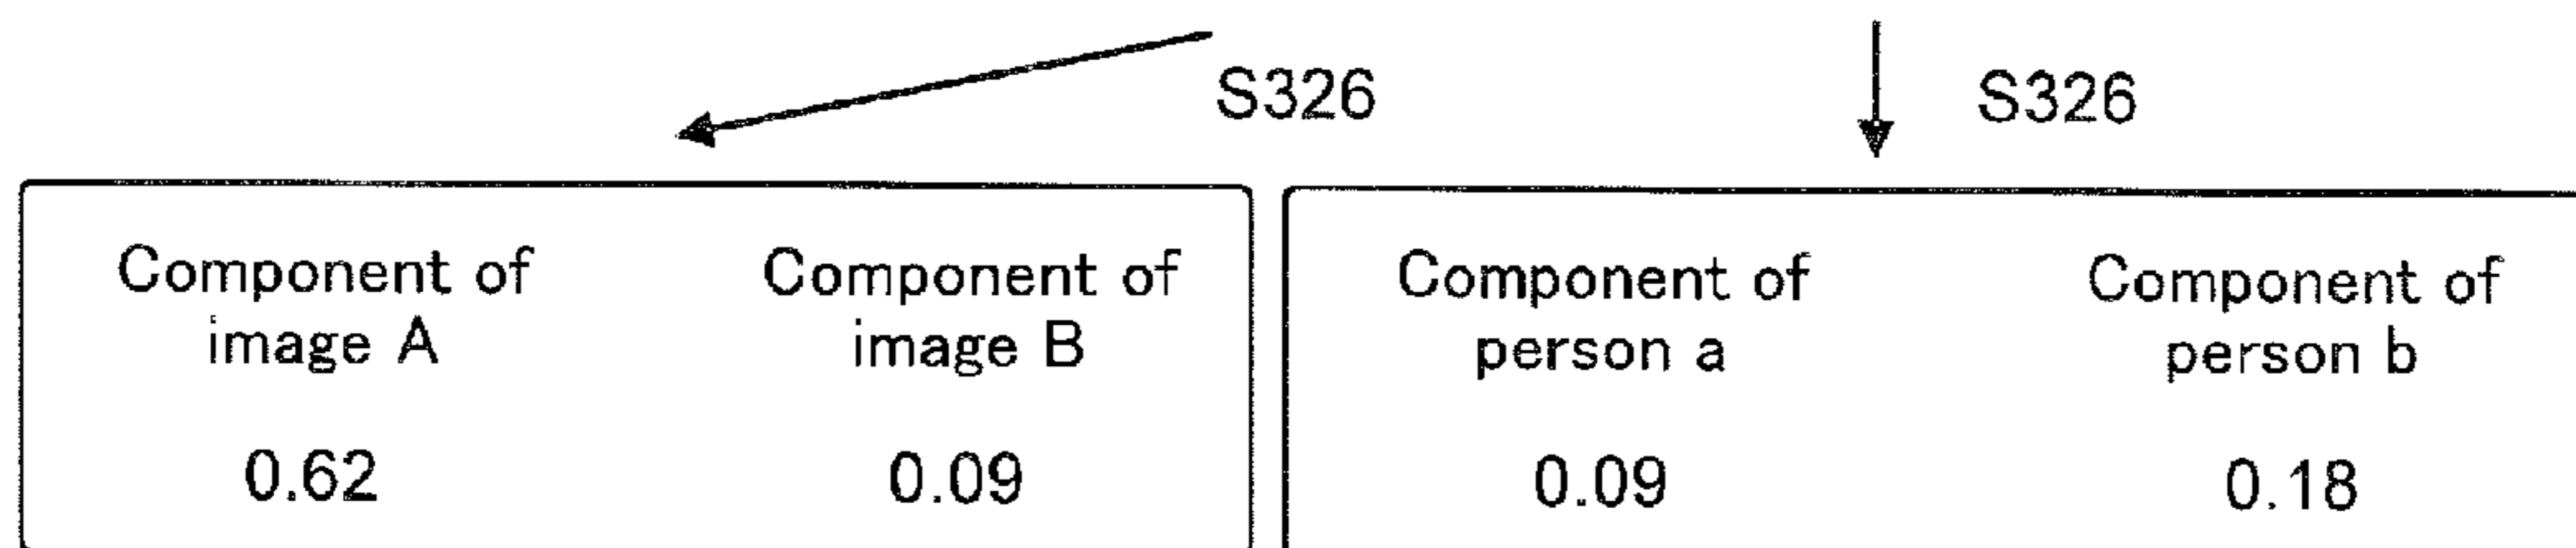 S326 S326
Component of Component of Component of Component of
image A image B person a person b
0.62 0.09 0.09 0.18